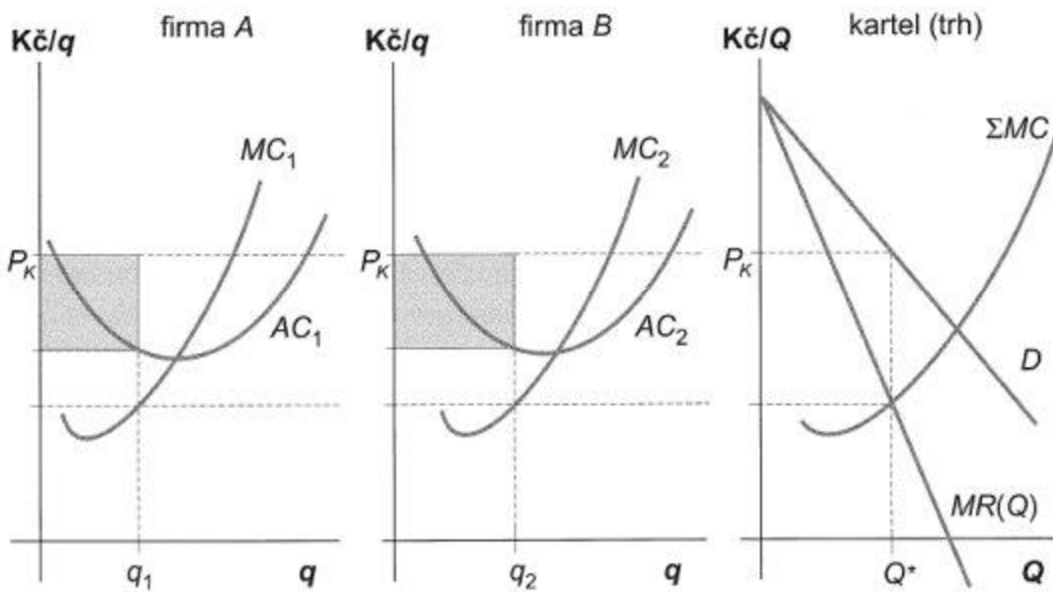 firma A
Kč/q
MC1
PK
AC1
q1
q
firma B
Kč/q
MC2
PK
AC2
q2
q
kartel (trh)
Kč/Q
ΣMC
PK
D
MR(Q)
Q*
Q